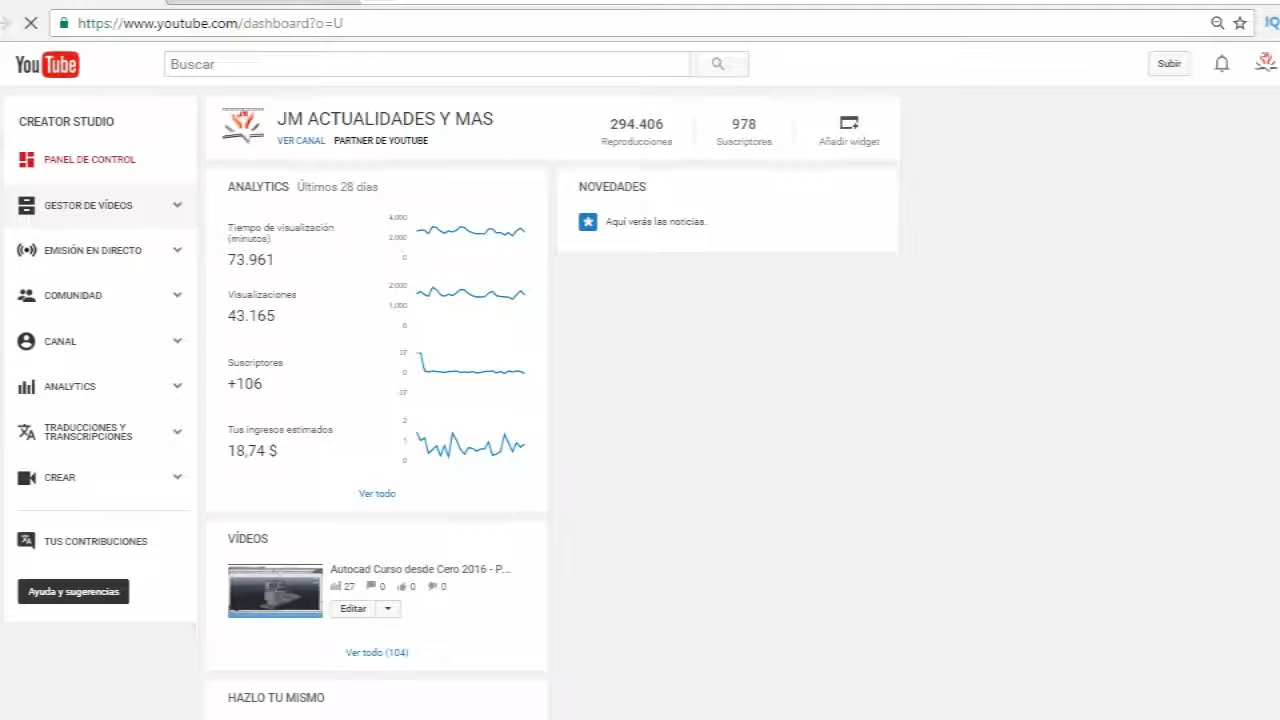 https://www.youtube.com/dashboard?o=U
IQ
YouTube
Buscar
Subir
CREATOR STUDIO
PANEL DE CONTROL
GESTOR DE VÍDEOS
EMISIÓN EN DIRECTO
COMUNIDAD
CANAL
ANALYTICS
TRADUCCIONES Y
TRANSCRIPCIONES
CREAR
TUS CONTRIBUCIONES
Ayuda y sugerencias
JM ACTUALIDADES Y MAS
VER CANAL PARTNER DE YOUTUBE
294.406
Reproducciones
978
Suscriptores
Añadir widget
ANALYTICS Últimos 28 días
Tiempo de visualización
(minutos)
73.961
4,000
2,000
0
Visualizaciones
43.165
2,000
1,000
0
Suscriptores
+106
37
0
-37
Tus ingresos estimados
18,74 $
2
1
0
Ver todo
VÍDEOS
Autocad Curso desde Cero 2016 - P...
27 0 0 0
Editar
Ver todo (104)
HAZLO TU MISMO
NOVEDADES
Aquí verás las noticias.